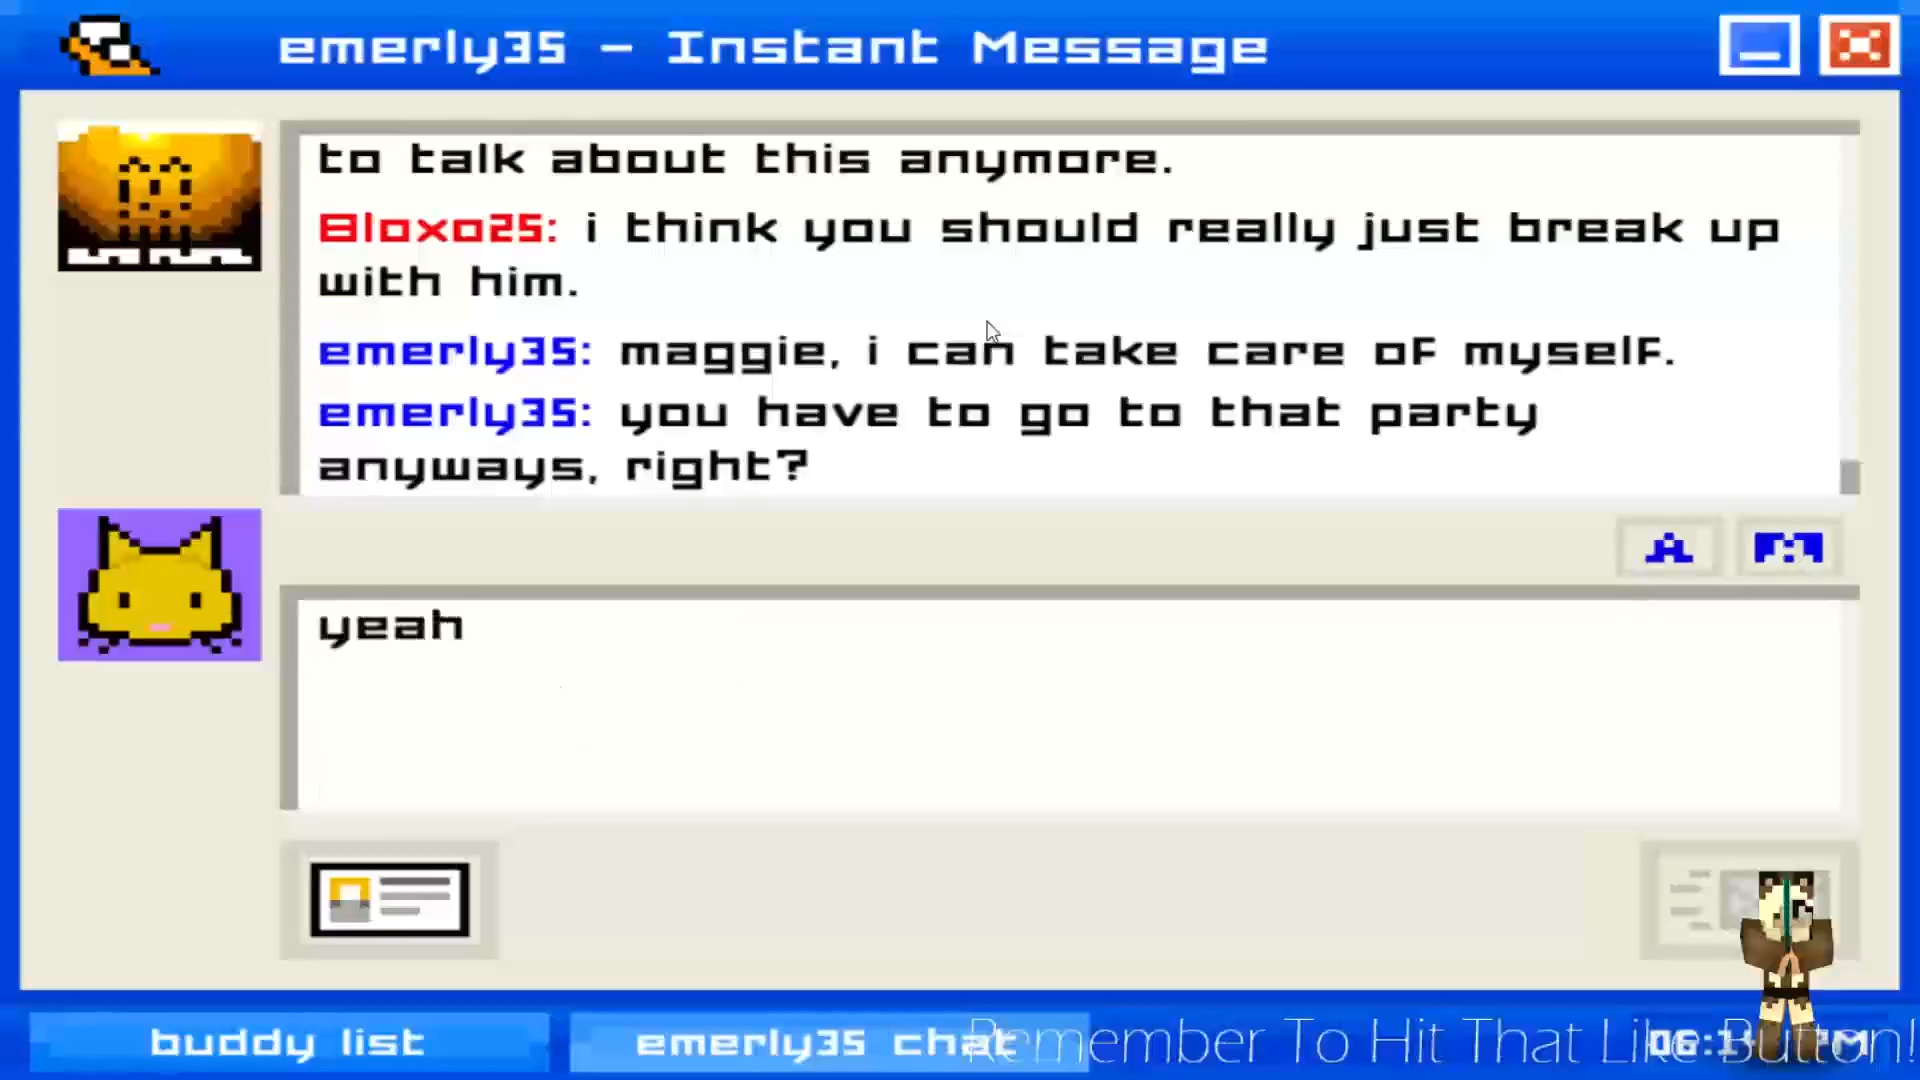 emerly35 - Instant Message
to talk about this anymore.
Bloxo25: i think you should really just break up
with him.
emerly35: maggie, i can take care of myself.
emerly35: you have to go to that party
anyways, right?
A
yeah
buddy list
emerly35 chat
Remember To Hit That Like Button!